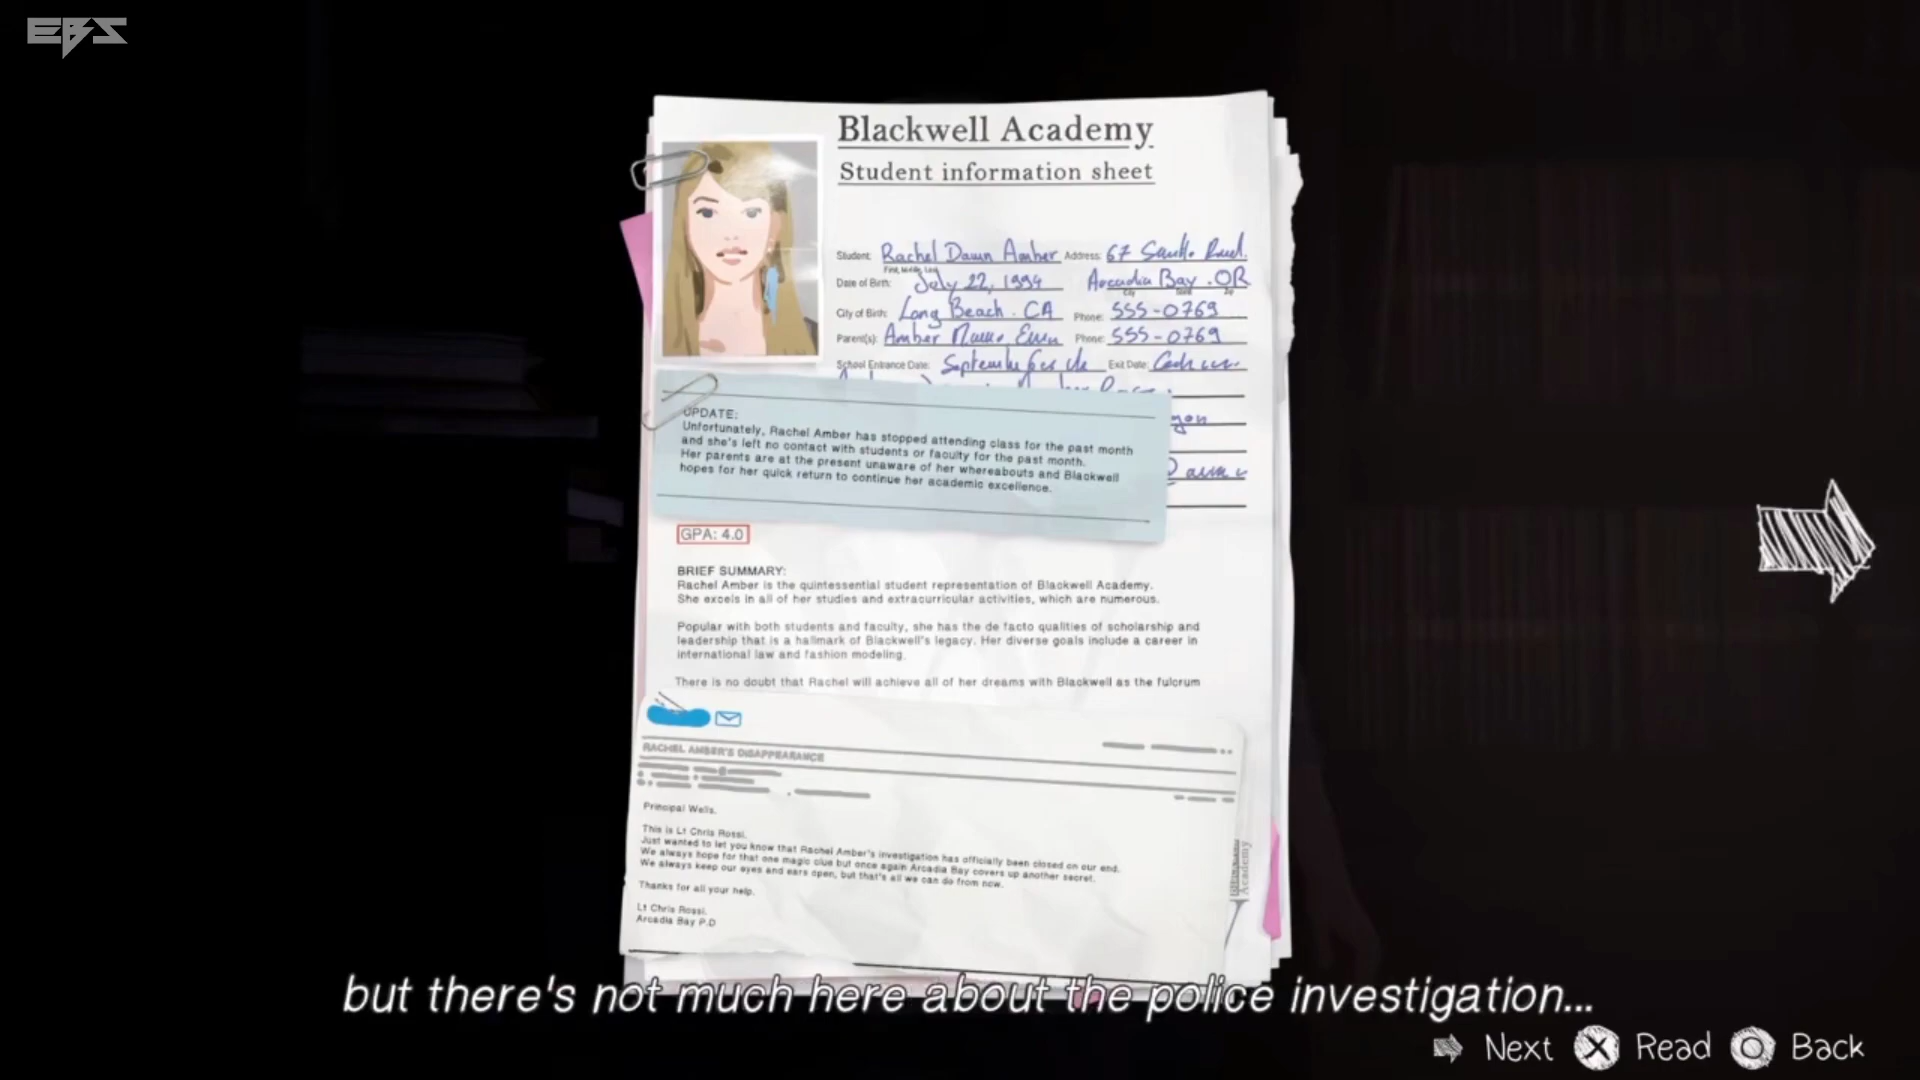 EBS
Blackwell Academy
Student information sheet
Student: Rachel Dawn Amber Address: 67
First, Middle, Last
Date of Birth: July 22, 1994 Arcadia Bay . OR
City State Zip
City of Birth: Long Beach . CA Phone: 555-0769
Parent(s): Amber Phone: 555-0769
School Entrance Date: Exit Date:
UPDATE:
Unfortunately, Rachel Amber has stopped attending class for the past month
and she's left no contact with students or faculty for the past month.
Her parents are at the present unaware of her whereabouts and Blackwell
hopes for her quick return to continue her academic excellence.
GPA: 4.0
BRIEF SUMMARY:
Rachel Amber is the quintessential student representation of Blackwell Academy.
She excels in all of her studies and extracurricular activities, which are numerous.
Popular with both students and faculty, she has the de facto qualities of scholarship and
leadership that is a hallmark of Blackwell's legacy. Her diverse goals include a career in
international law and fashion modeling.
There is no doubt that Rachel will achieve all of her dreams with Blackwell as the fulcrum
RACHEL AMBER'S DISAPPEARANCE
Principal Wells.
This is Lt Chris Rossi.
Just wanted to let you know that Rachel Amber's investigation has officially been closed on our end.
We always hope for that one magic clue but once again Arcadia Bay covers up another secret.
We always keep our eyes and ears open, but that's all we can do from now.
Thanks for all your help.
Lt Chris Rossi.
Arcadia Bay P.D
Academy
but there's not much here about the police investigation...
Next X Read O Back